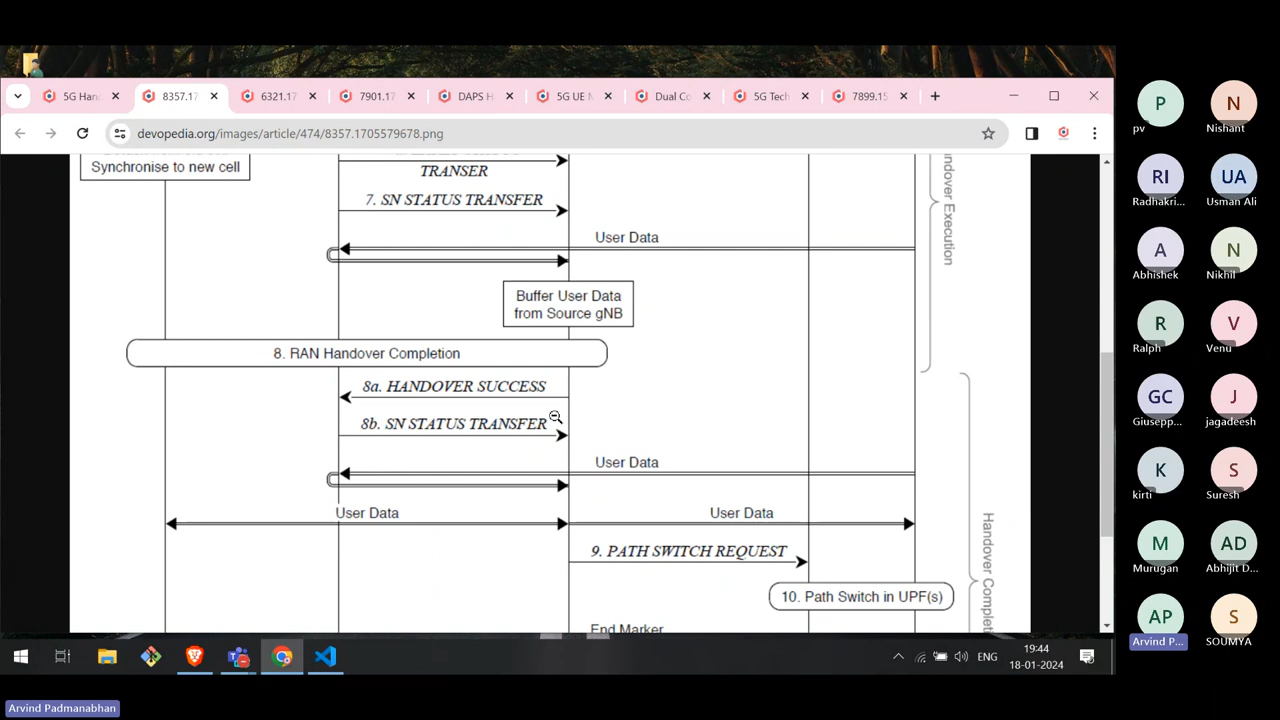 5G Han
8357.17
6321.17
7901.17
DAPS H
5G UE M
Dual Co
5G Tech
7899.15
devopedia.org/images/article/474/8357.1705579678.png
Synchronise to new cell
TRANSER
7. SN STATUS TRANSFER
User Data
Handover Execution
Buffer User Data
from Source gNB
8. RAN Handover Completion
8a. HANDOVER SUCCESS
8b. SN STATUS TRANSFER
User Data
User Data
User Data
9. PATH SWITCH REQUEST
10. Path Switch in UPF(s)
Handover Completi
End Marker
ENG
19:44
18-01-2024
P
pv
N
Nishant
RI
Radhakri...
UA
Usman Ali
A
Abhishek
N
Nikhil
R
Ralph
V
Venu
GC
Giusepp...
J
jagadeesh
K
kirti
S
Suresh
M
Murugan
AD
Abhijit D...
AP
Arvind P...
S
SOUMYA
Arvind Padmanabhan